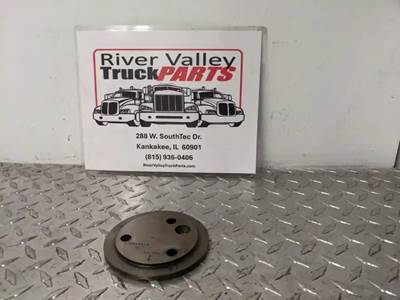 River Valley
TruckPARTS
288 W. SouthTec Dr.
Kankakee, IL 60901
(815) 936-0406
RiverValleyTruckParts.com